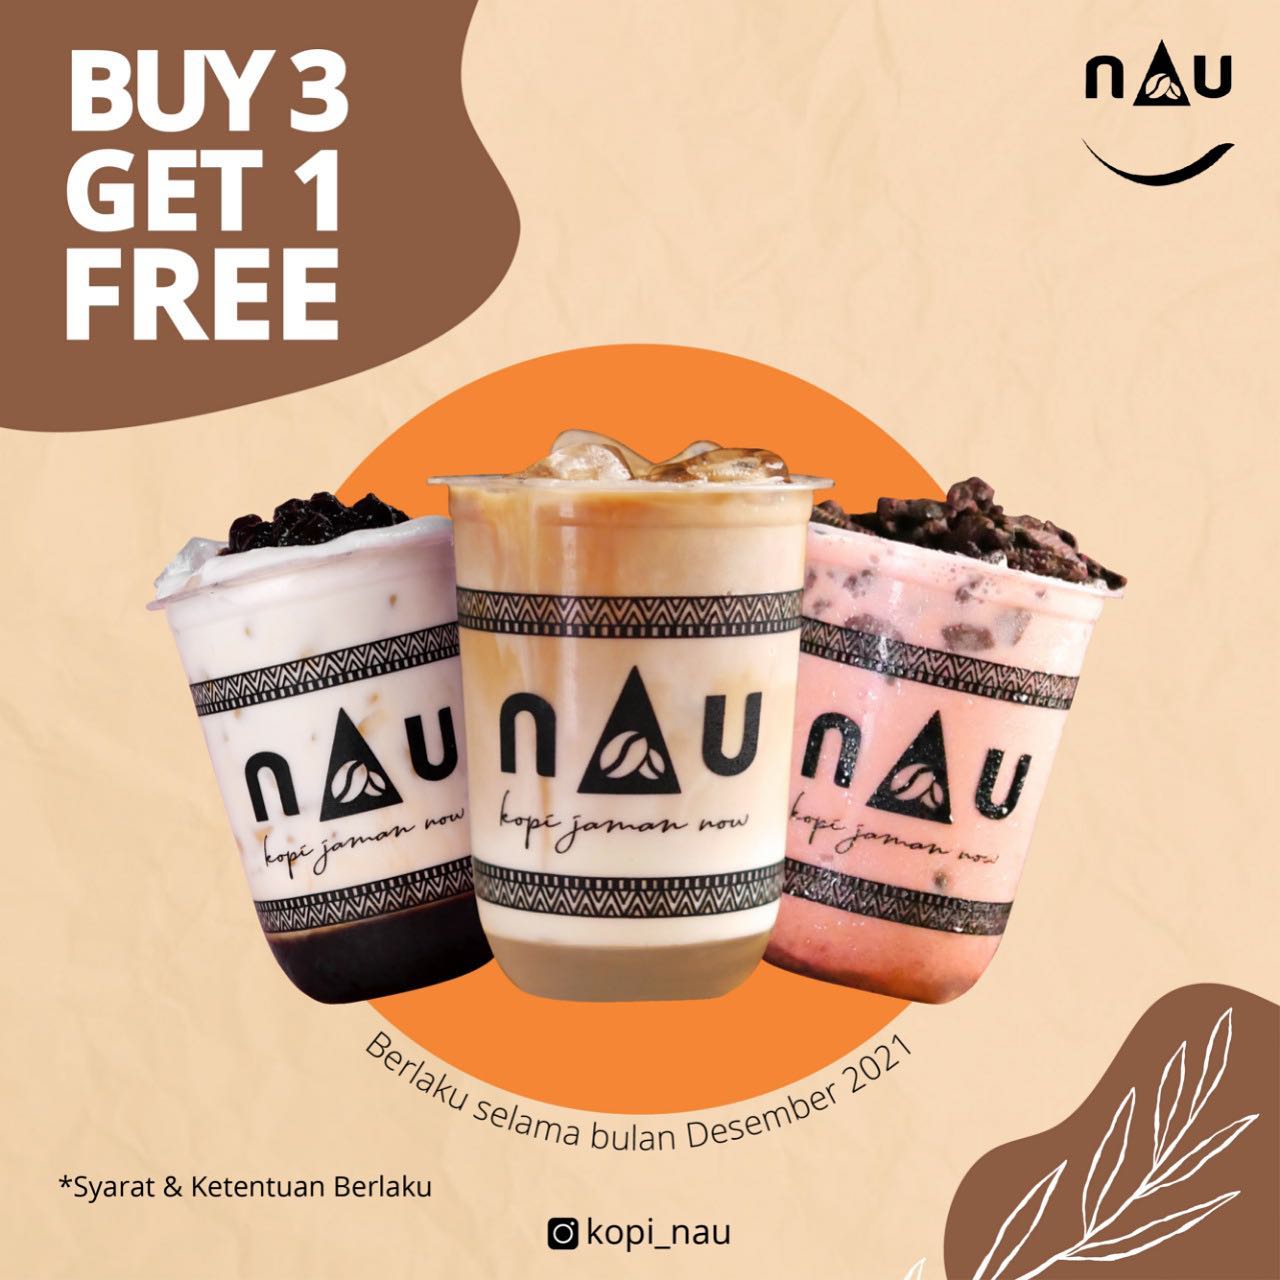 BUY 3
GET 1
FREE
nAu
nAu
kopi jaman now
nAu
kopi jaman now
nAu
kopi jaman now
Berlaku selama bulan Desember 2021
*Syarat & Ketentuan Berlaku
kopi_nau